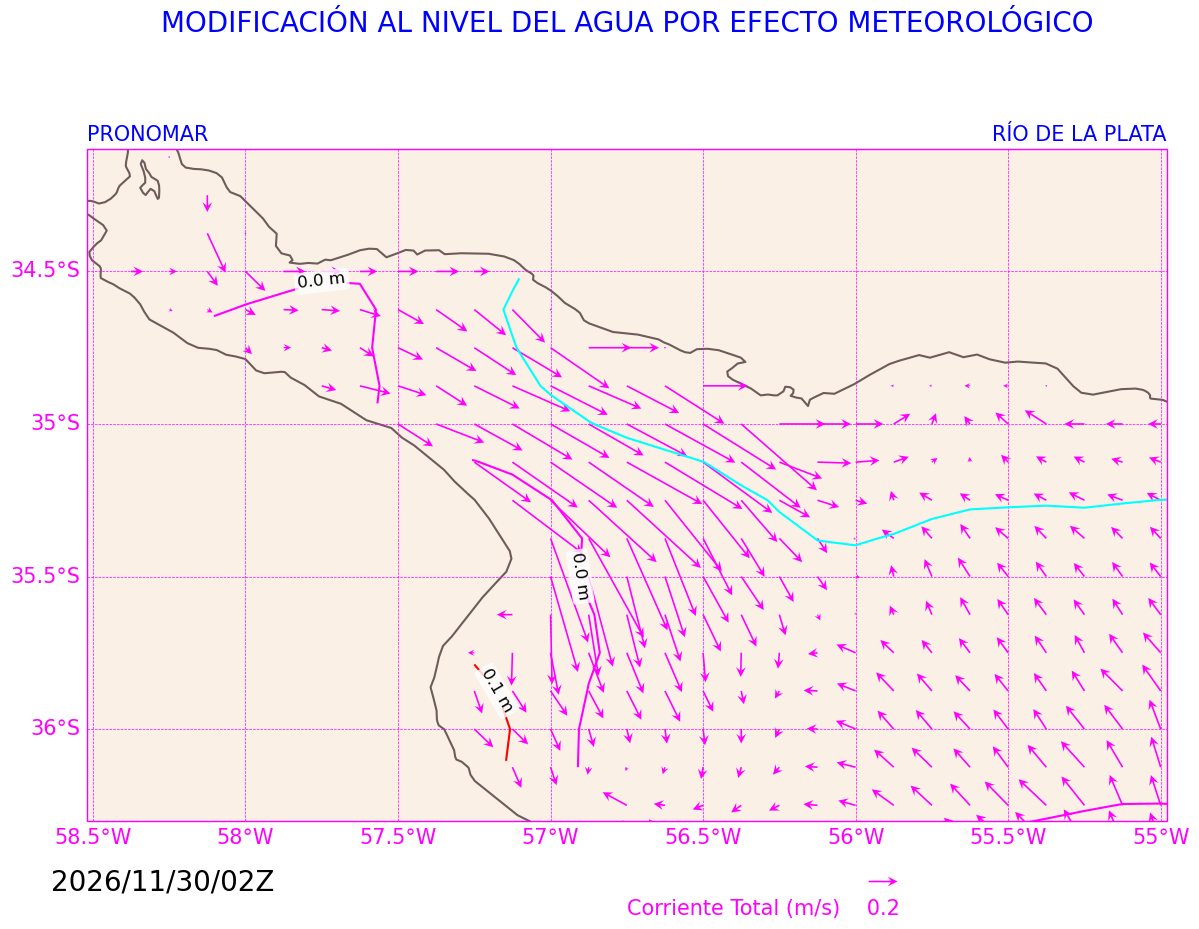 MODIFICACIÓN AL NIVEL DEL AGUA POR EFECTO METEOROLÓGICO
PRONOMAR
RÍO DE LA PLATA
34.5°S
0.0 m
35°S
35.5°S
0.0 m
0.1 m
36°S
58.5°W 58°W 57.5°W 57°W 56.5°W 56°W 55.5°W 55°W
2026/11/30/02Z
Corriente Total (m/s) 0.2